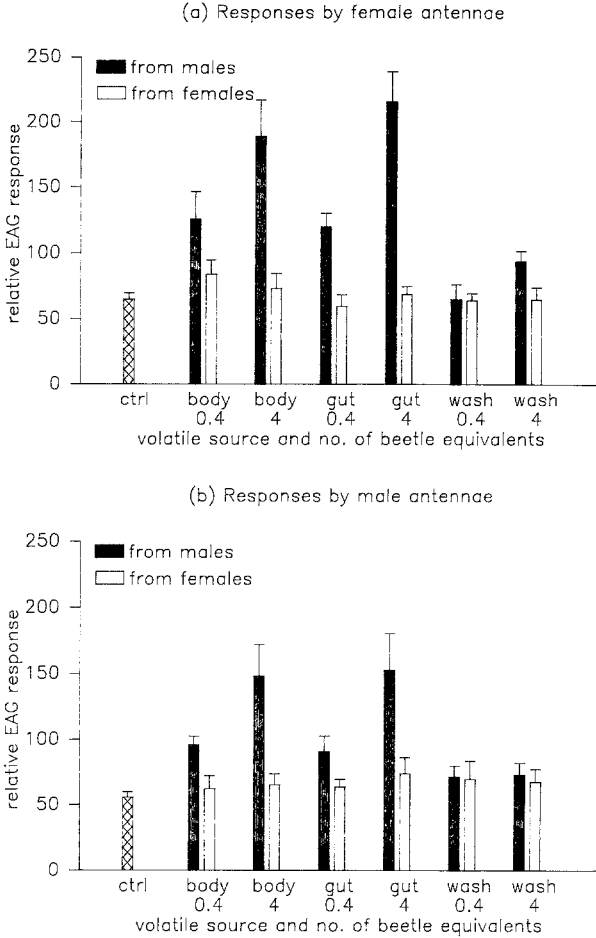 (a) Responses by female antennae
relative EAG response
250
200
150
100
50
0
from males
from females
ctrl body body gut gut wash wash
0.4 4 0.4 4 0.4 4
volatile source and no. of beetle equivalents
(b) Responses by male antennae
relative EAG response
250
200
150
100
50
0
from males
from females
ctrl body body gut gut wash wash
0.4 4 0.4 4 0.4 4
volatile source and no. of beetle equivalents